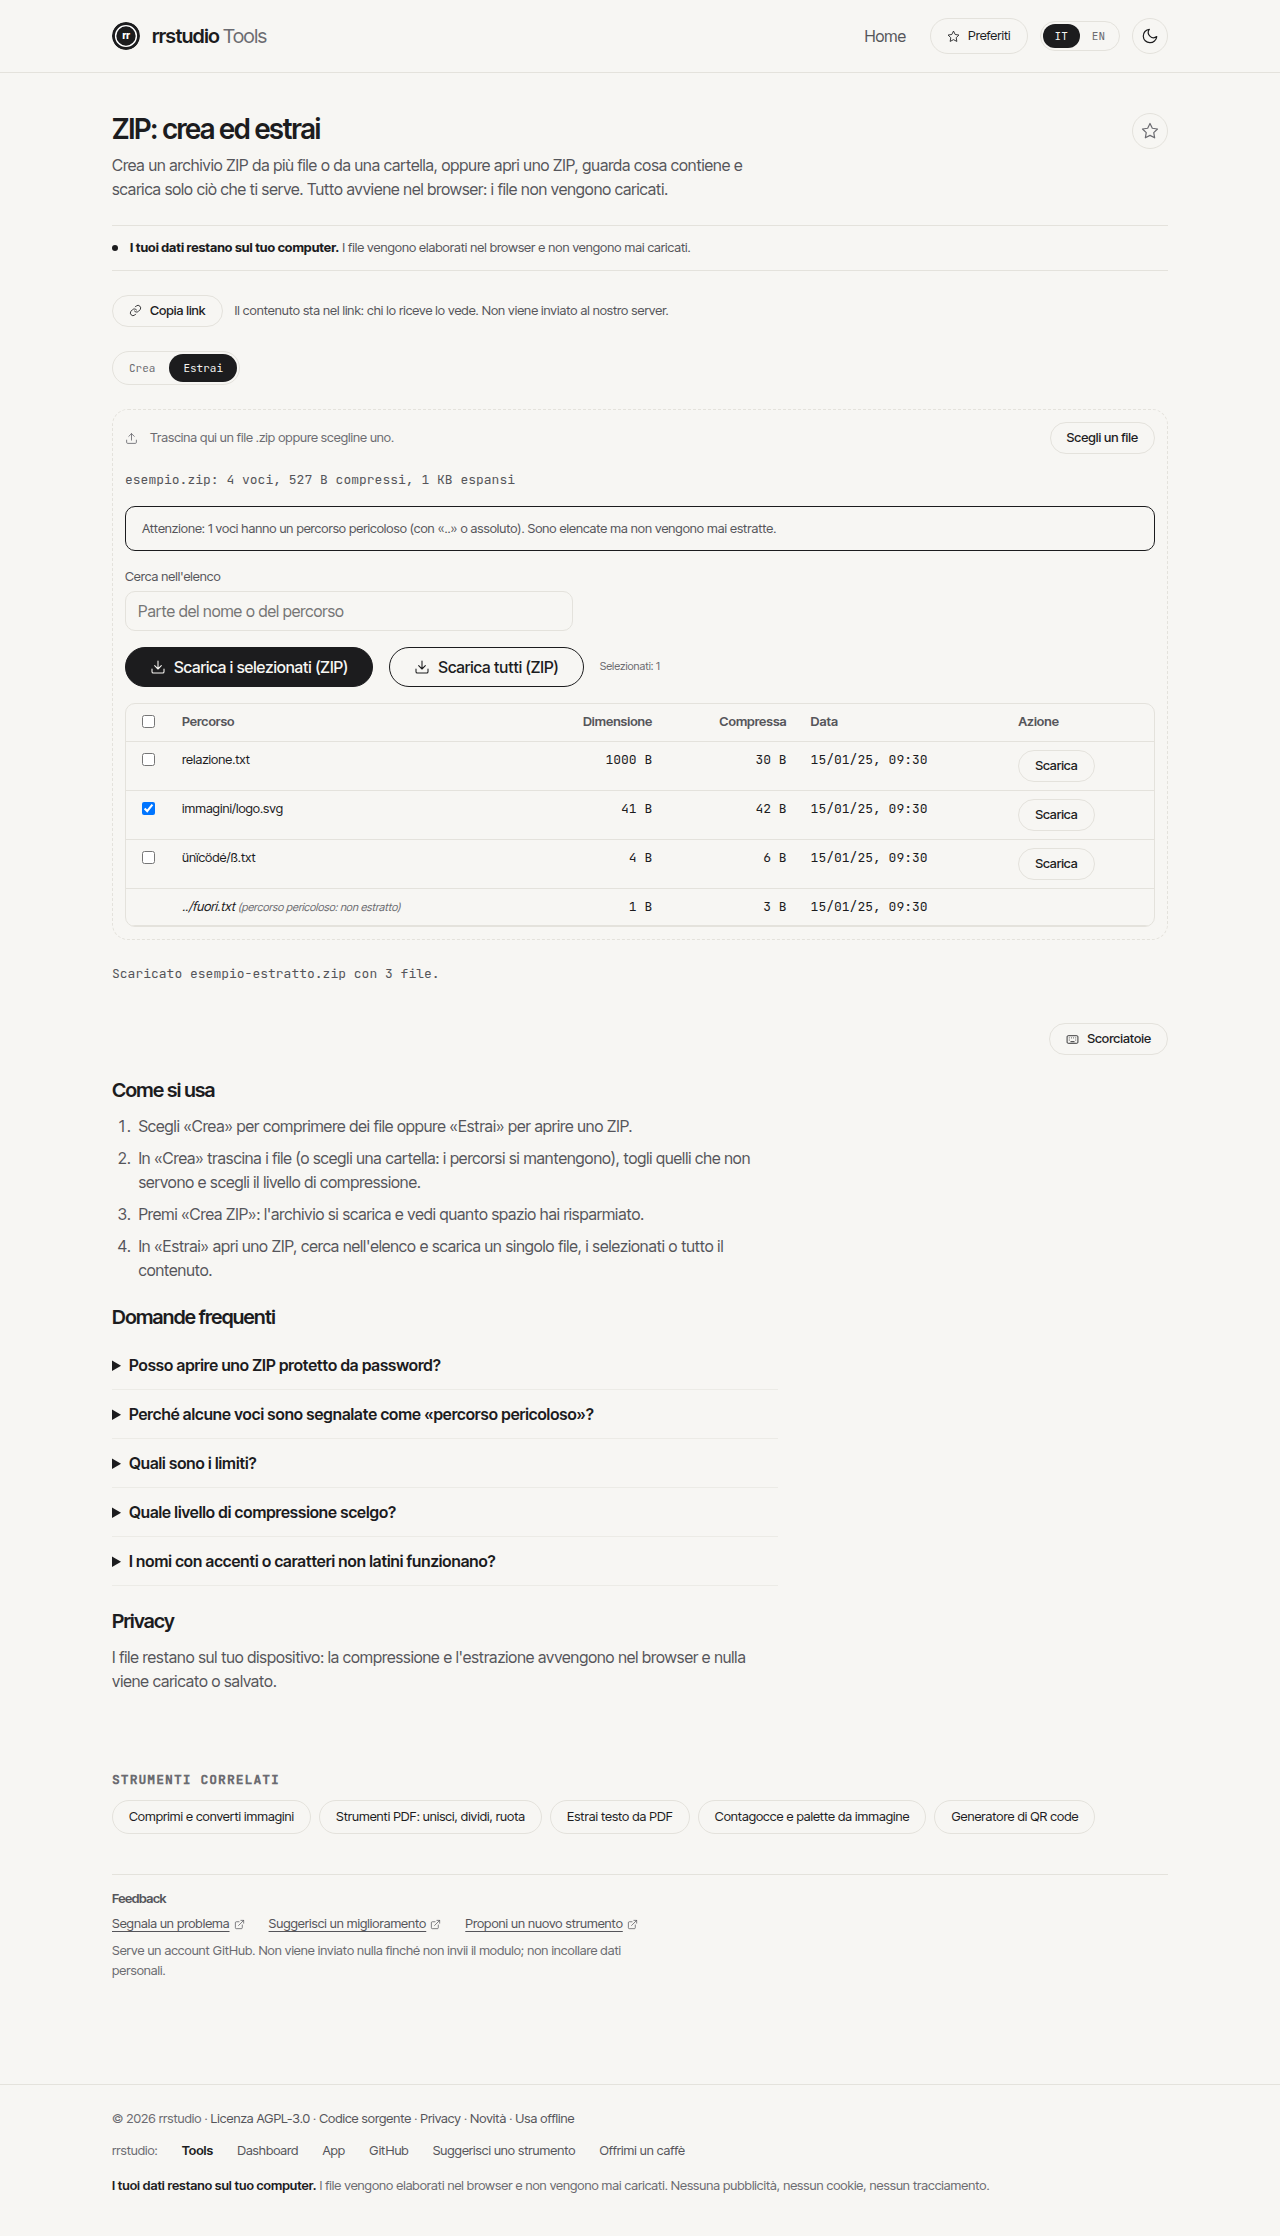 rr rrstudio Tools
Home
Preferiti
IT EN
ZIP: crea ed estrai
Crea un archivio ZIP da più file o da una cartella, oppure apri uno ZIP, guarda cosa contiene e
scarica solo ciò che ti serve. Tutto avviene nel browser: i file non vengono caricati.
I tuoi dati restano sul tuo computer. I file vengono elaborati nel browser e non vengono mai caricati.
Copia link
Il contenuto sta nel link: chi lo riceve lo vede. Non viene inviato al nostro server.
Crea Estrai
Trascina qui un file .zip oppure scegline uno.
Scegli un file
esempio.zip: 4 voci, 527 B compressi, 1 KB espansi
Attenzione: 1 voci hanno un percorso pericoloso (con «..» o assoluto). Sono elencate ma non vengono mai estratte.
Cerca nell'elenco
Parte del nome o del percorso
Scarica i selezionati (ZIP)
Scarica tutti (ZIP)
Selezionati: 1
Percorso Dimensione Compressa Data Azione
relazione.txt 1000 B 30 B 15/01/25, 09:30 Scarica
immagini/logo.svg 41 B 42 B 15/01/25, 09:30 Scarica
ünïcödé/ß.txt 4 B 6 B 15/01/25, 09:30 Scarica
../fuori.txt (percorso pericoloso: non estratto) 1 B 3 B 15/01/25, 09:30
Scaricato esempio-estratto.zip con 3 file.
Scorciatoie
Come si usa
1. Scegli «Crea» per comprimere dei file oppure «Estrai» per aprire uno ZIP.
2. In «Crea» trascina i file (o scegli una cartella: i percorsi si mantengono), togli quelli che non
servono e scegli il livello di compressione.
3. Premi «Crea ZIP»: l'archivio si scarica e vedi quanto spazio hai risparmiato.
4. In «Estrai» apri uno ZIP, cerca nell'elenco e scarica un singolo file, i selezionati o tutto il
contenuto.
Domande frequenti
Posso aprire uno ZIP protetto da password?
Perché alcune voci sono segnalate come «percorso pericoloso»?
Quali sono i limiti?
Quale livello di compressione scelgo?
I nomi con accenti o caratteri non latini funzionano?
Privacy
I file restano sul tuo dispositivo: la compressione e l'estrazione avvengono nel browser e nulla
viene caricato o salvato.
STRUMENTI CORRELATI
Comprimi e converti immagini
Strumenti PDF: unisci, dividi, ruota
Estrai testo da PDF
Contagocce e palette da immagine
Generatore di QR code
Feedback
Segnala un problema
Suggerisci un miglioramento
Proponi un nuovo strumento
Serve un account GitHub. Non viene inviato nulla finché non invii il modulo; non incollare dati
personali.
© 2026 rrstudio · Licenza AGPL-3.0 · Codice sorgente · Privacy · Novità · Usa offline
rrstudio: Tools Dashboard App GitHub Suggerisci uno strumento Offrimi un caffè
I tuoi dati restano sul tuo computer. I file vengono elaborati nel browser e non vengono mai caricati. Nessuna pubblicità, nessun cookie, nessun tracciamento.